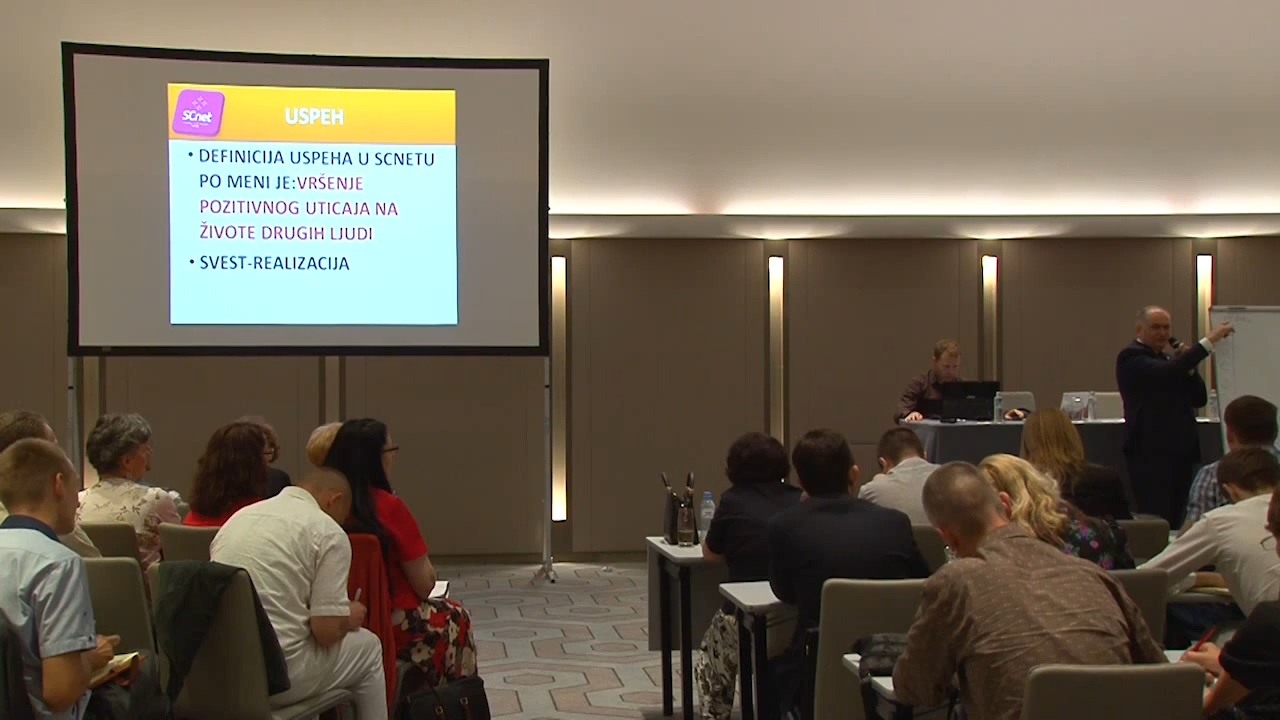 SCnet
USPEH
• DEFINICIJA USPEHA U SCNETU
PO MENI JE:VRŠENJE
POZITIVNOG UTICAJA NA
ŽIVOTE DRUGIH LJUDI
• SVEST-REALIZACIJA